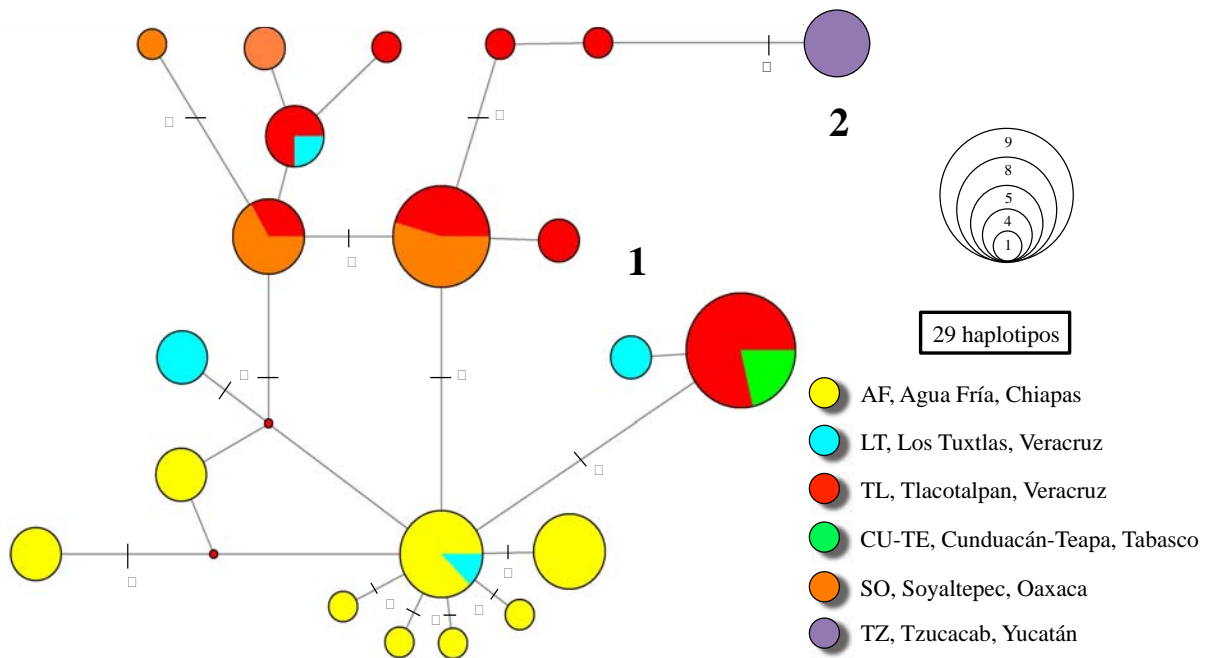 2
9
8
5
4
1
1
29 haplotipos
AF, Agua Fría, Chiapas
LT, Los Tuxtlas, Veracruz
TL, Tlacotalpan, Veracruz
CU-TE, Cunduacán-Teapa, Tabasco
SO, Soyaltepec, Oaxaca
TZ, Tzucacab, Yucatán